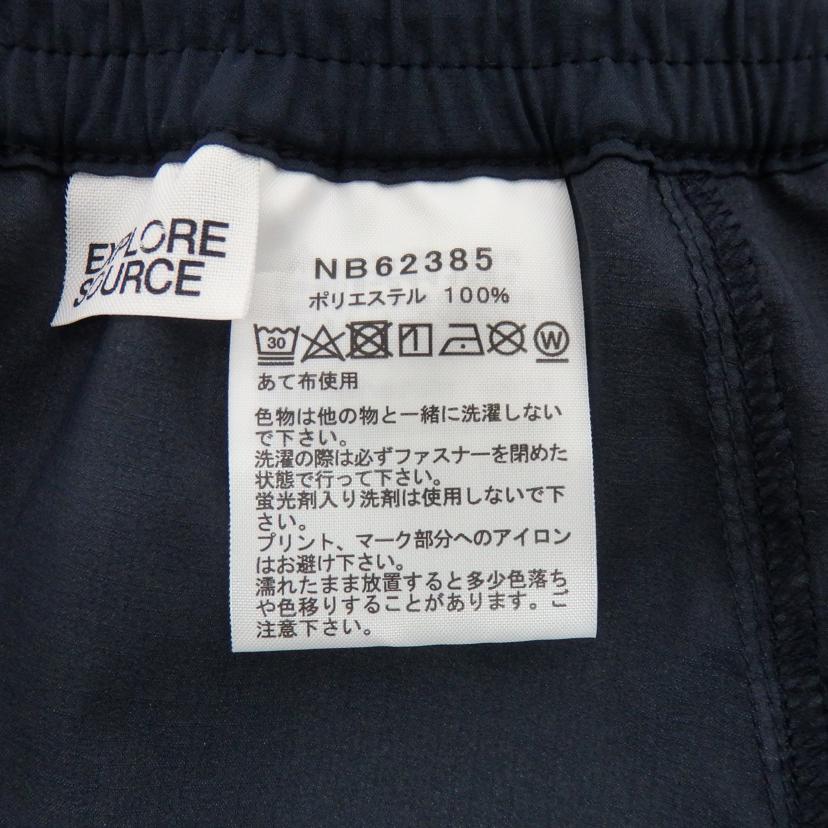 EXPLORE
SOURCE
NB62385
ポリエステル 100%
30 W
あて布使用
色物は他の物と一緒に洗濯しない
で下さい。
洗濯の際は必ずファスナーを閉めた
状態で行って下さい。
蛍光剤入り洗剤は使用しないで下
さい。
プリント、マーク部分へのアイロン
はお避け下さい。
濡れたまま放置すると多少色落ち
や色移りすることがあります。ご
注意下さい。